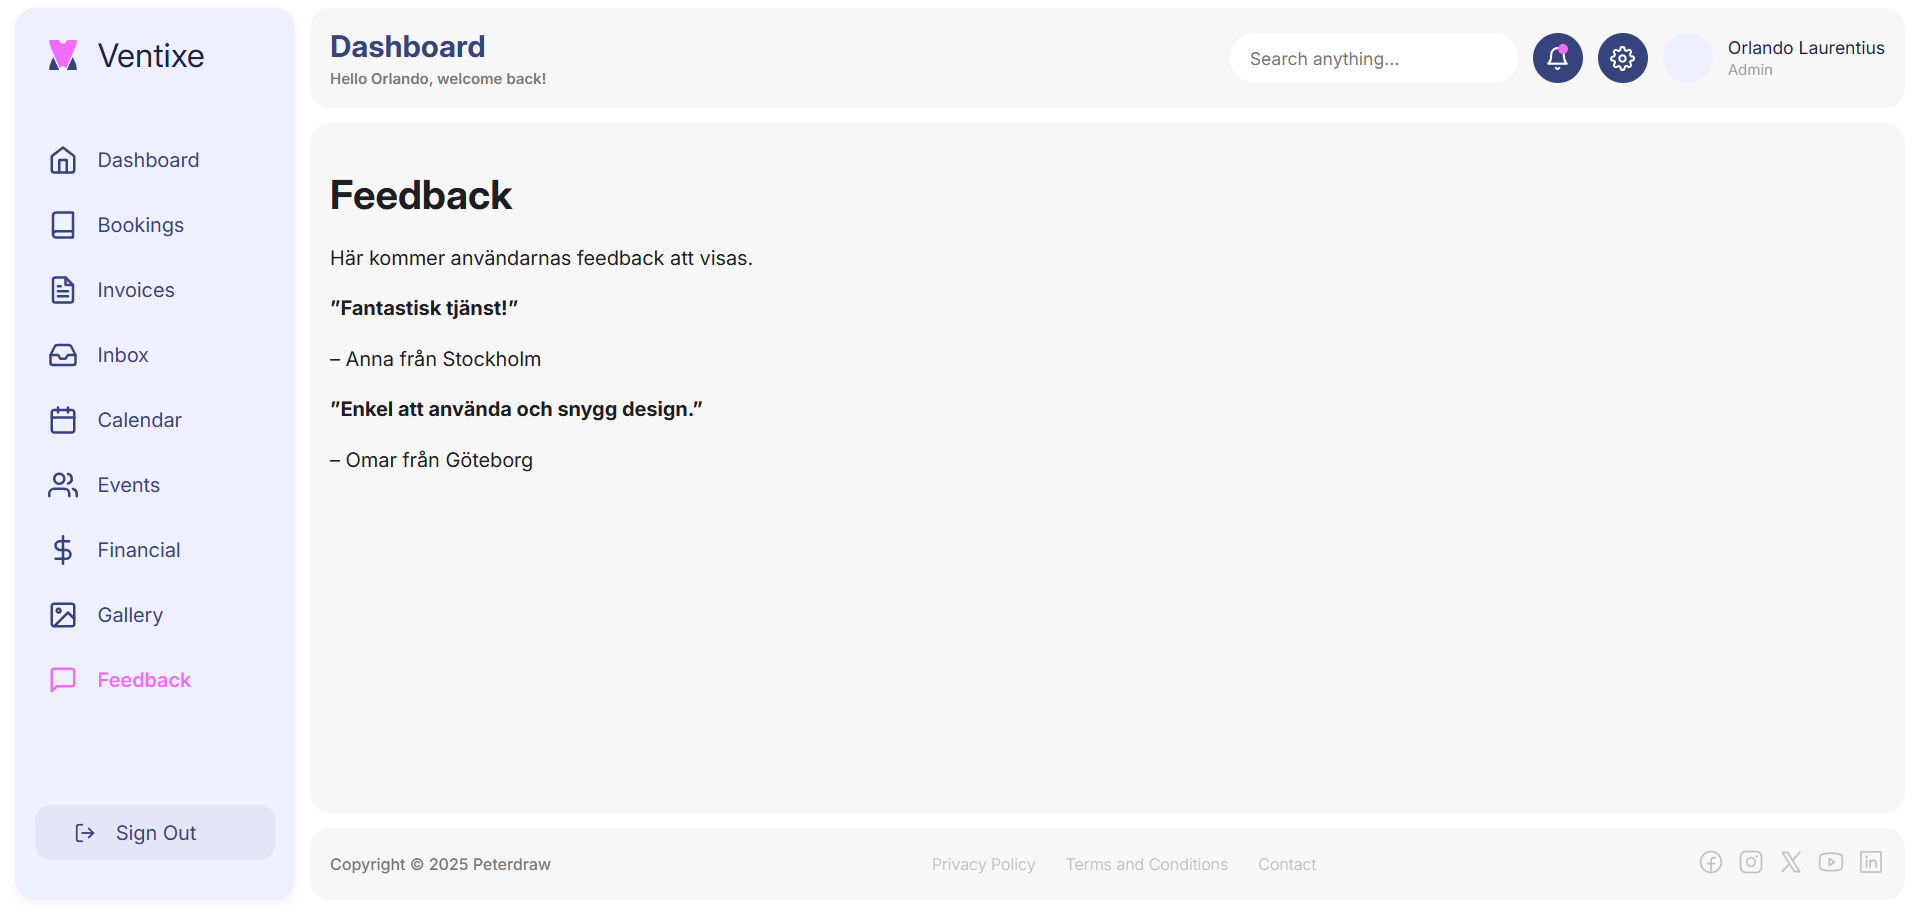 Ventixe
Dashboard
Bookings
Invoices
Inbox
Calendar
Events
Financial
Gallery
Feedback
Sign Out
Dashboard
Hello Orlando, welcome back!
Search anything...
Orlando Laurentius
Admin
Feedback
Här kommer användarnas feedback att visas.
”Fantastisk tjänst!”
– Anna från Stockholm
”Enkel att använda och snygg design.”
– Omar från Göteborg
Copyright © 2025 Peterdraw
Privacy Policy
Terms and Conditions
Contact